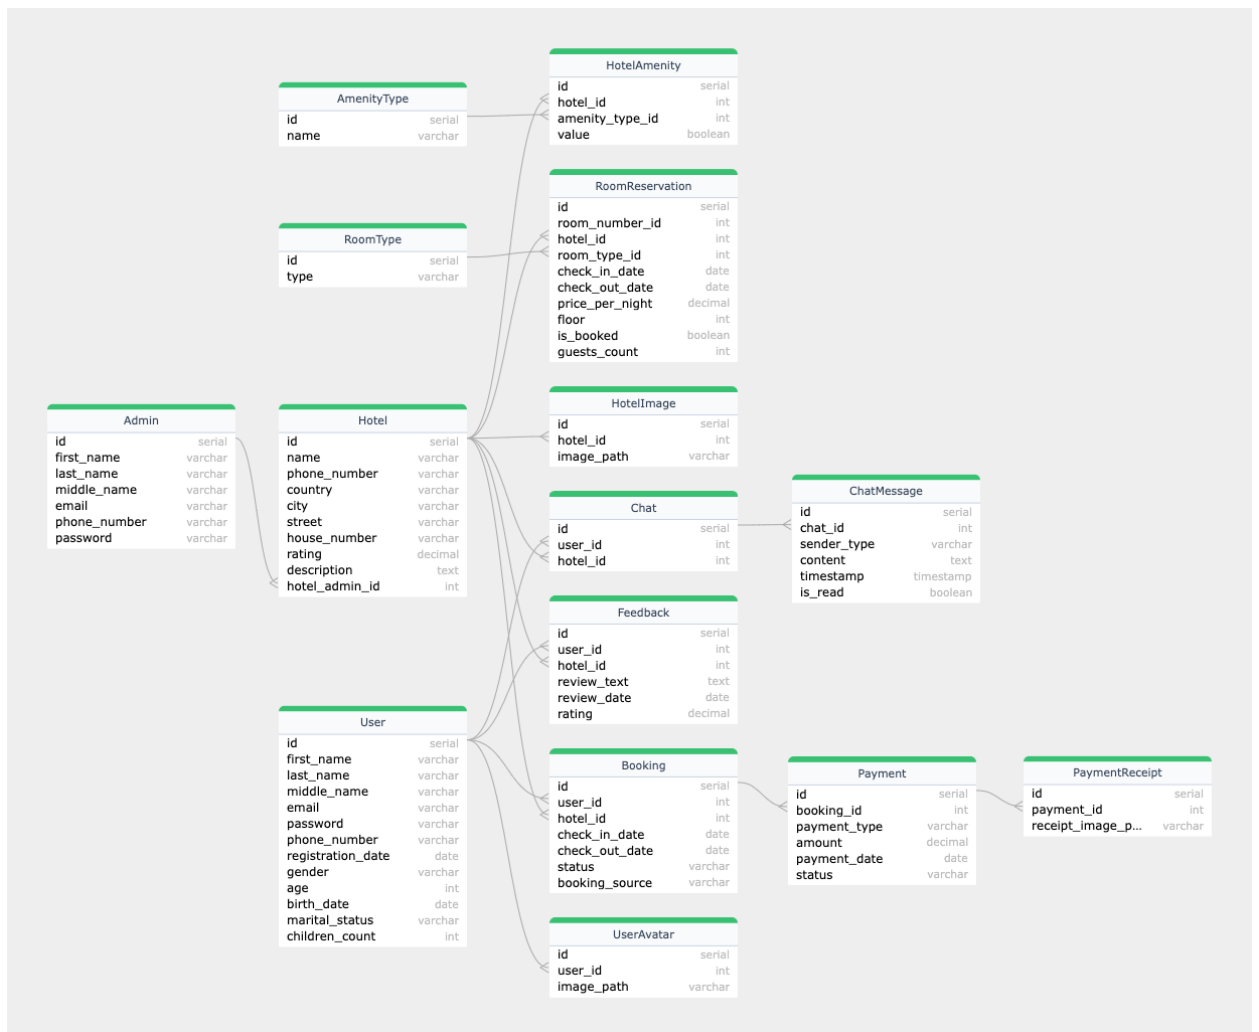 HotelAmenity
id serial
hotel_id int
amenity_type_id int
value boolean
AmenityType
id serial
name varchar
RoomReservation
id serial
room_number_id int
hotel_id int
room_type_id int
check_in_date date
check_out_date date
price_per_night decimal
floor int
is_booked boolean
guests_count int
RoomType
id serial
type varchar
HotelImage
id serial
hotel_id int
image_path varchar
Admin
id serial
first_name varchar
last_name varchar
middle_name varchar
email varchar
phone_number varchar
password varchar
Hotel
id serial
name varchar
phone_number varchar
country varchar
city varchar
street varchar
house_number varchar
rating decimal
description text
hotel_admin_id int
Chat
id serial
user_id int
hotel_id int
ChatMessage
id serial
chat_id int
sender_type varchar
content text
timestamp timestamp
is_read boolean
Feedback
id serial
user_id int
hotel_id int
review_text text
review_date date
rating decimal
User
id serial
first_name varchar
last_name varchar
middle_name varchar
email varchar
password varchar
phone_number varchar
registration_date date
gender varchar
age int
birth_date date
marital_status varchar
children_count int
Booking
id serial
user_id int
hotel_id int
check_in_date date
check_out_date date
status varchar
booking_source varchar
Payment
id serial
booking_id int
payment_type varchar
amount decimal
payment_date date
status varchar
PaymentReceipt
id serial
payment_id int
receipt_image_p... varchar
UserAvatar
id serial
user_id int
image_path varchar